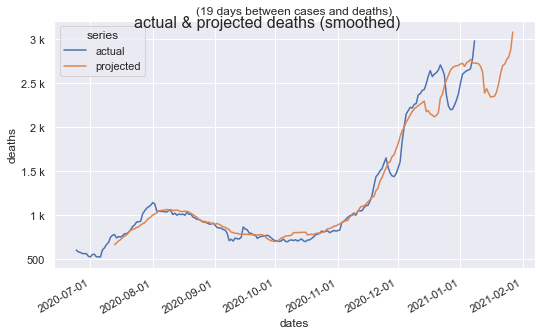 (19 days between cases and deaths)
actual & projected deaths (smoothed)
series
actual
projected
3 k
2.5 k
2 k
1.5 k
1 k
500
deaths
2020-07-01
2020-08-01
2020-09-01
2020-10-01
2020-11-01
2020-12-01
2021-01-01
2021-02-01
dates